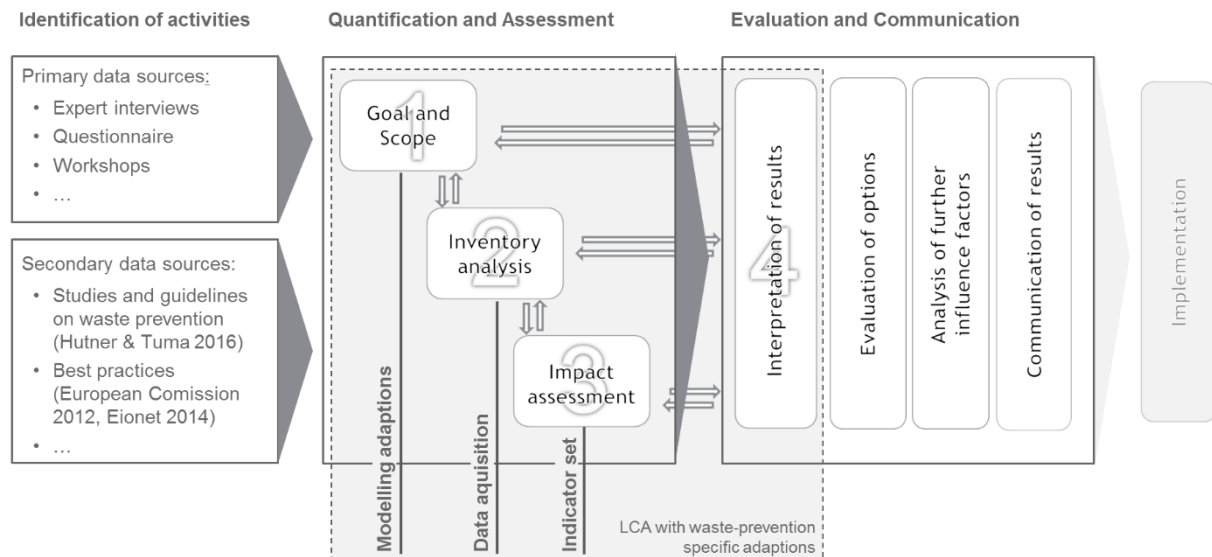 Identification of activities
Quantification and Assessment
Evaluation and Communication
Primary data sources:
• Expert interviews
• Questionnaire
• Workshops
• …
Secondary data sources:
• Studies and guidelines
on waste prevention
(Hutner & Tuma 2016)
• Best practices
(European Comission
2012, Eionet 2014)
• …
1
Goal and
Scope
2
Inventory
analysis
3
Impact
assessment
Modelling adaptions
Data aquisition
Indicator set
4
Interpretation of results
Evaluation of options
Analysis of further
influence factors
Communication of results
LCA with waste-prevention
specific adaptions
Implementation